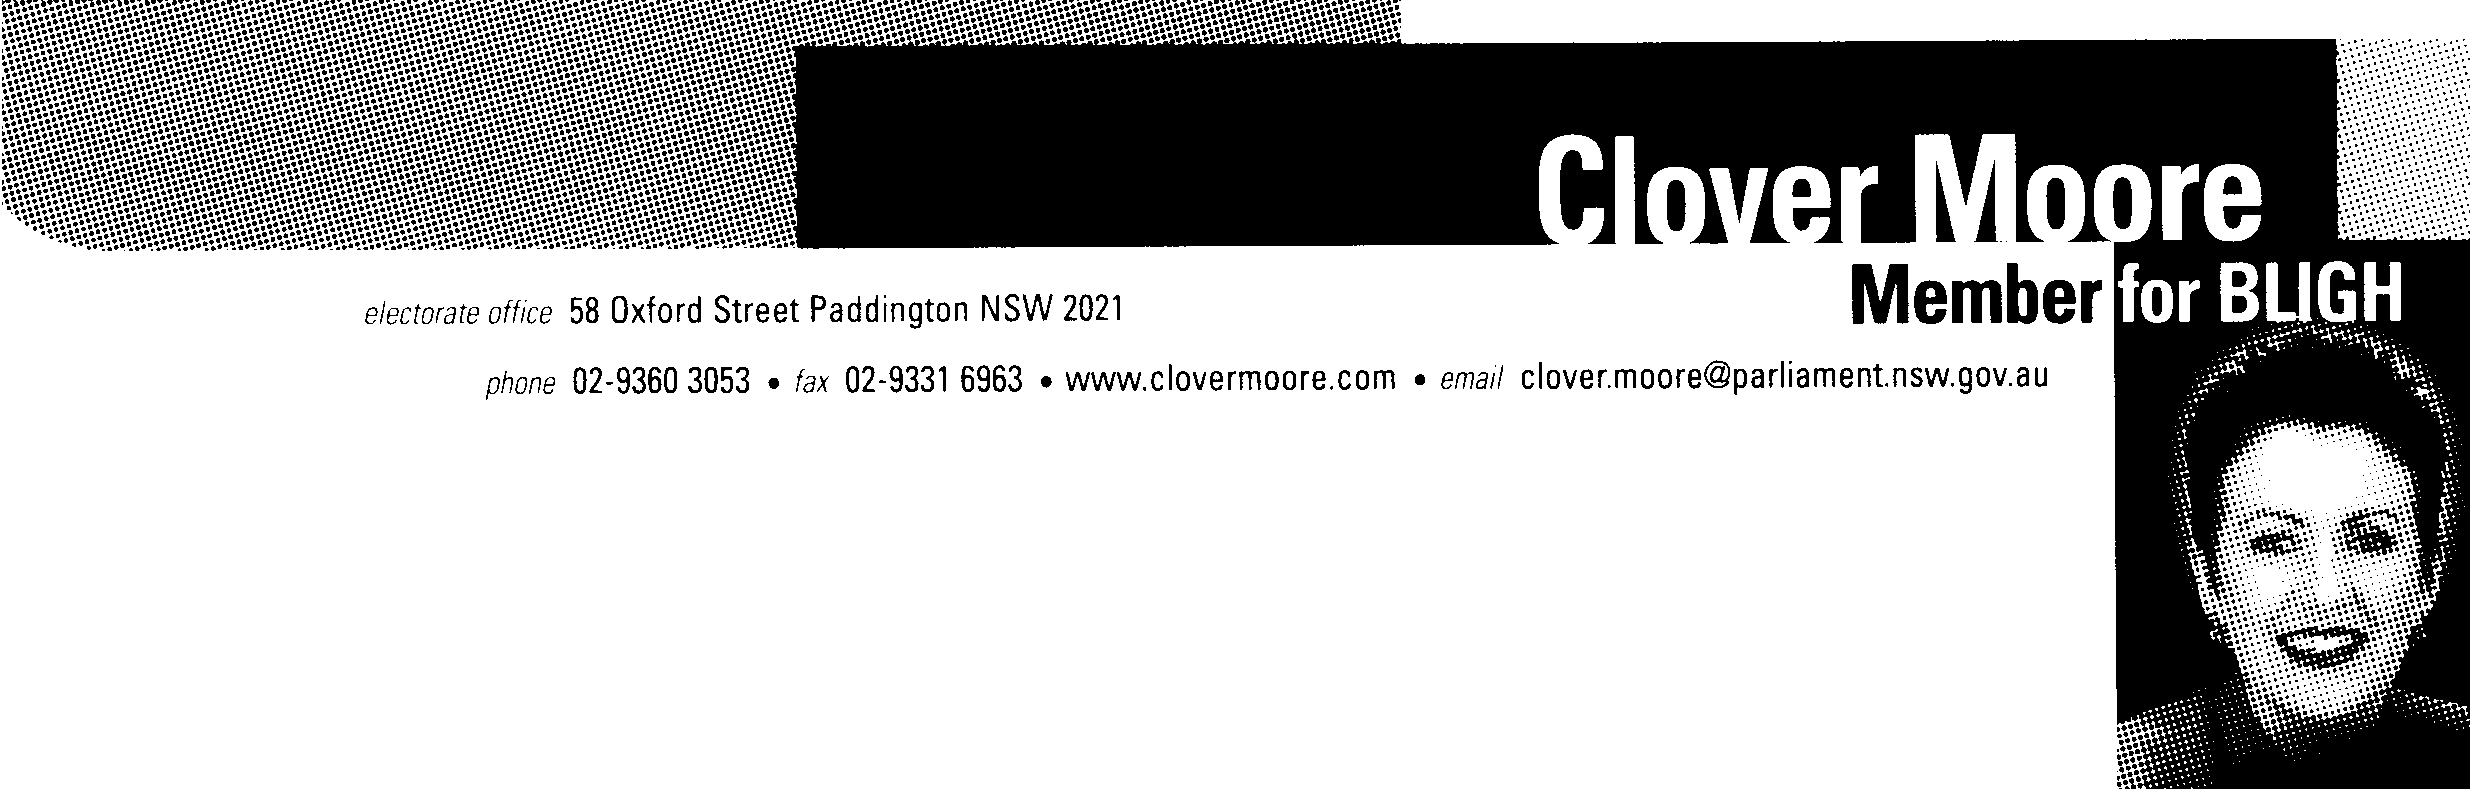 Clover Moore
Member for BLIGH
electorate office 58 Oxford Street Paddington NSW 2021
phone 02-9360 3053 • fax 02-9331 6963 • www.clovermoore.com • email clover.moore@parliament.nsw.gov.au